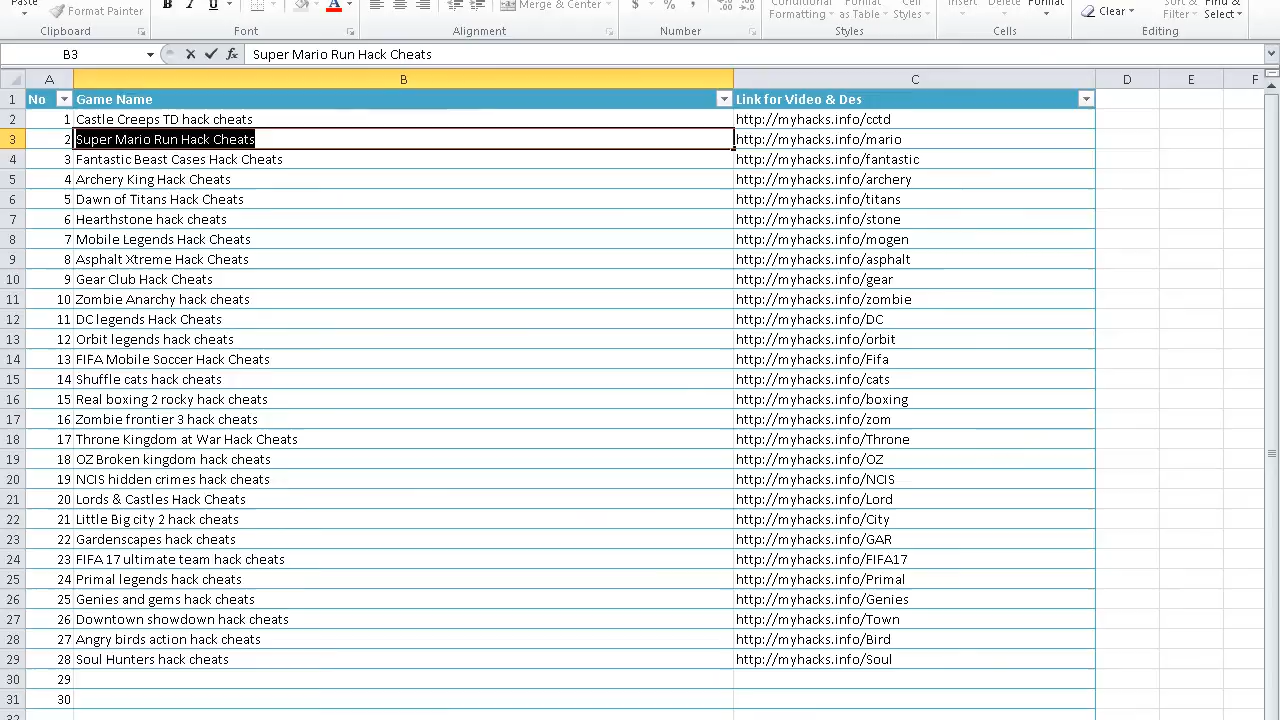 Paste Format Painter B I U A Merge & Center $ % , Conditional Format Cell Insert Delete Format Clear Sort & Find &
Formatting as Table Styles Filter Select
Clipboard Font Alignment Number Styles Cells Editing
B3 fx Super Mario Run Hack Cheats
A B C D E F
1 No Game Name Link for Video & Des
2 1 Castle Creeps TD hack cheats http://myhacks.info/cctd
3 2 Super Mario Run Hack Cheats http://myhacks.info/mario
4 3 Fantastic Beast Cases Hack Cheats http://myhacks.info/fantastic
5 4 Archery King Hack Cheats http://myhacks.info/archery
6 5 Dawn of Titans Hack Cheats http://myhacks.info/titans
7 6 Hearthstone hack cheats http://myhacks.info/stone
8 7 Mobile Legends Hack Cheats http://myhacks.info/mogen
9 8 Asphalt Xtreme Hack Cheats http://myhacks.info/asphalt
10 9 Gear Club Hack Cheats http://myhacks.info/gear
11 10 Zombie Anarchy hack cheats http://myhacks.info/zombie
12 11 DC legends Hack Cheats http://myhacks.info/DC
13 12 Orbit legends hack cheats http://myhacks.info/orbit
14 13 FIFA Mobile Soccer Hack Cheats http://myhacks.info/Fifa
15 14 Shuffle cats hack cheats http://myhacks.info/cats
16 15 Real boxing 2 rocky hack cheats http://myhacks.info/boxing
17 16 Zombie frontier 3 hack cheats http://myhacks.info/zom
18 17 Throne Kingdom at War Hack Cheats http://myhacks.info/Throne
19 18 OZ Broken kingdom hack cheats http://myhacks.info/OZ
20 19 NCIS hidden crimes hack cheats http://myhacks.info/NCIS
21 20 Lords & Castles Hack Cheats http://myhacks.info/Lord
22 21 Little Big city 2 hack cheats http://myhacks.info/City
23 22 Gardenscapes hack cheats http://myhacks.info/GAR
24 23 FIFA 17 ultimate team hack cheats http://myhacks.info/FIFA17
25 24 Primal legends hack cheats http://myhacks.info/Primal
26 25 Genies and gems hack cheats http://myhacks.info/Genies
27 26 Downtown showdown hack cheats http://myhacks.info/Town
28 27 Angry birds action hack cheats http://myhacks.info/Bird
29 28 Soul Hunters hack cheats http://myhacks.info/Soul
30 29
31 30
32